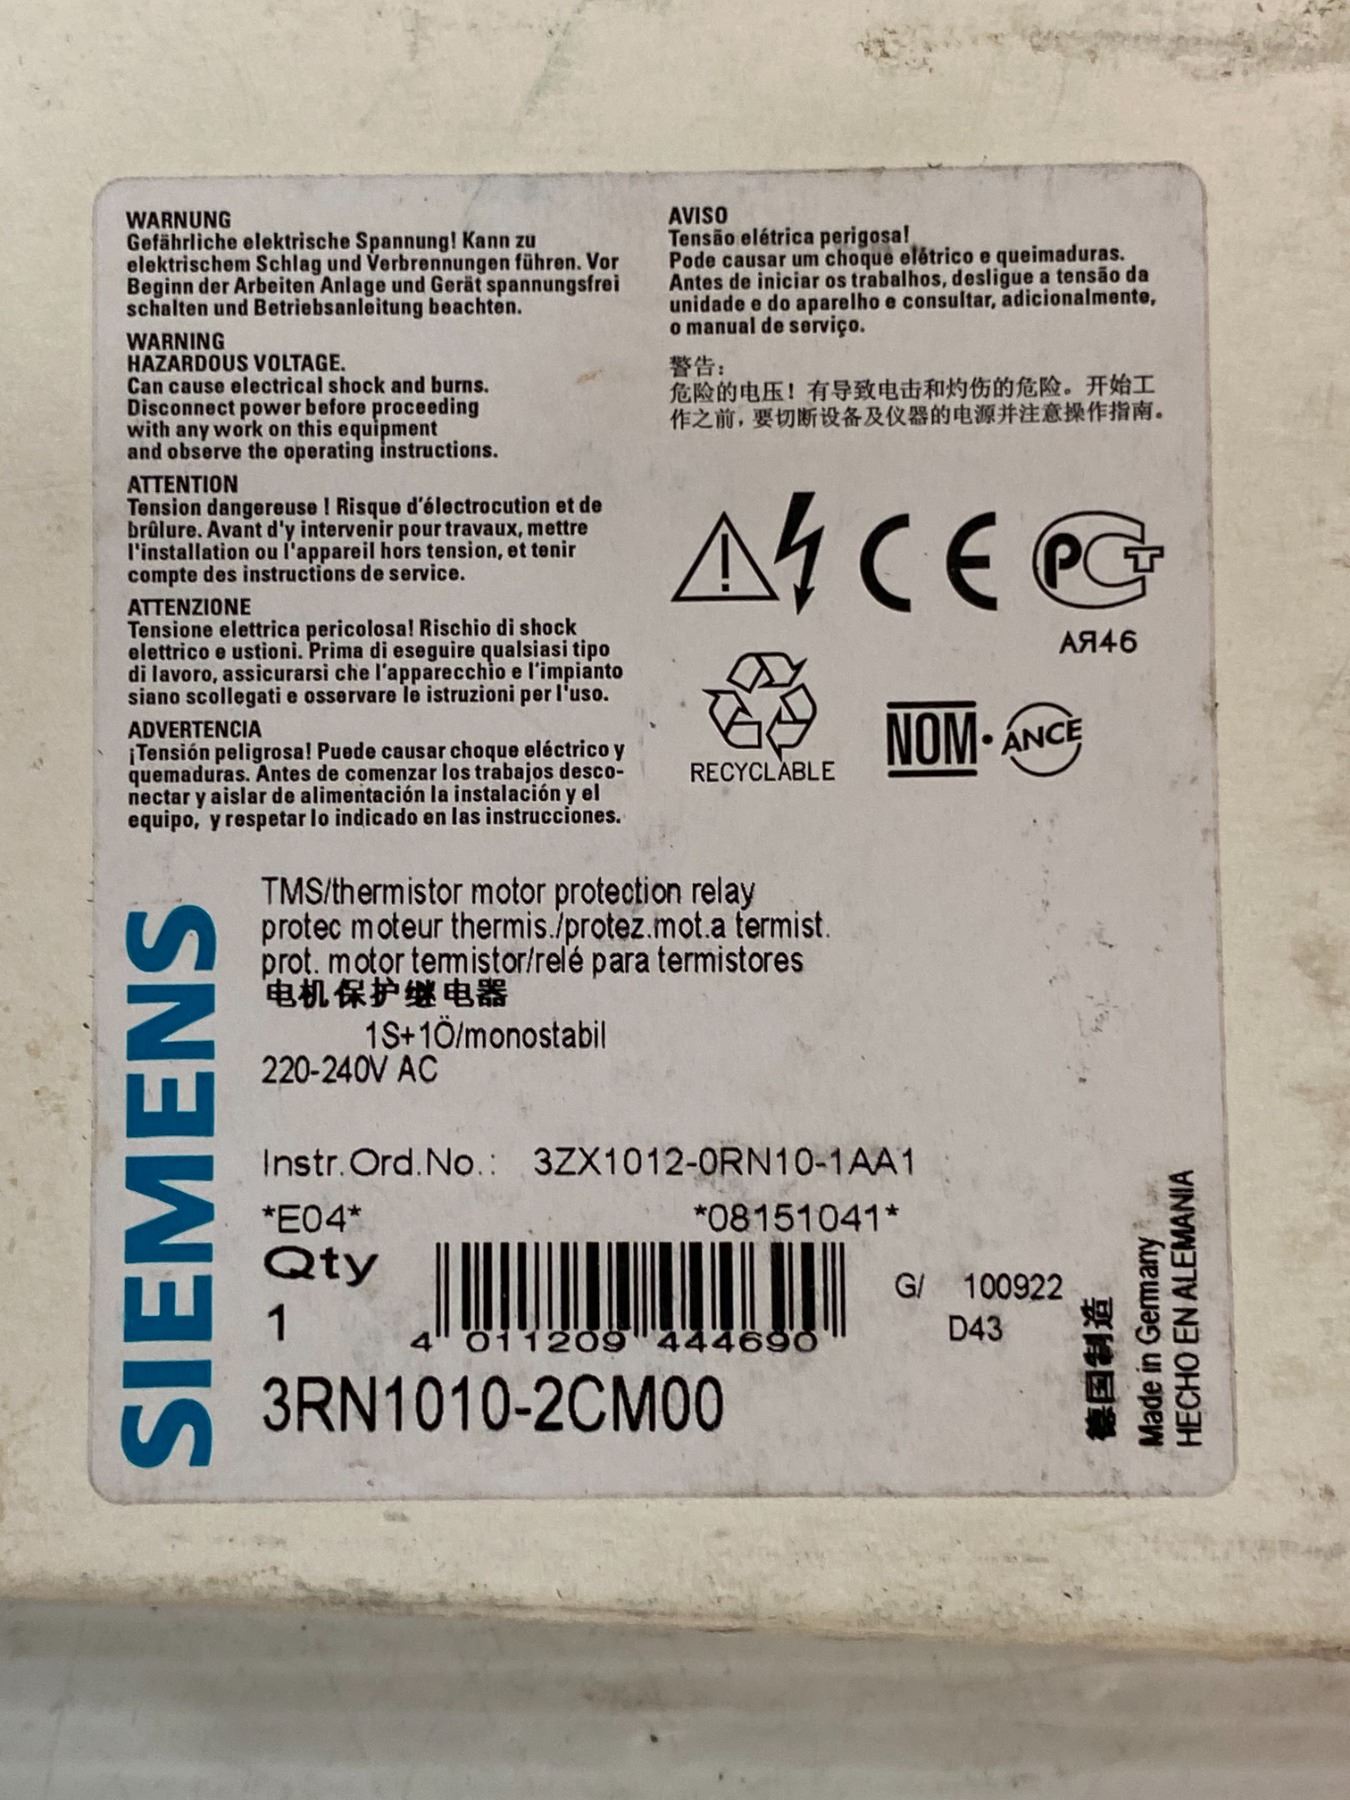 WARNUNG
Gefährliche elektrische Spannung! Kann zu
elektrischem Schlag und Verbrennungen führen. Vor
Beginn der Arbeiten Anlage und Gerät spannungsfrei
schalten und Betriebsanleitung beachten.
WARNING
HAZARDOUS VOLTAGE.
Can cause electrical shock and burns.
Disconnect power before proceeding
with any work on this equipment
and observe the operating instructions.
ATTENTION
Tension dangereuse ! Risque d'électrocution et de
brûlure. Avant d'y intervenir pour travaux, mettre
l'installation ou l'appareil hors tension, et tenir
compte des instructions de service.
ATTENZIONE
Tensione elettrica pericolosa! Rischio di shock
elettrico e ustioni. Prima di eseguire qualsiasi tipo
di lavoro, assicurarsi che l'apparecchio e l'impianto
siano scollegati e osservare le istruzioni per l'uso.
ADVERTENCIA
¡Tensión peligrosa! Puede causar choque eléctrico y
quemaduras. Antes de comenzar los trabajos desco-
nectar y aislar de alimentación la instalación y el
equipo, y respetar lo indicado en las instrucciones.
AVISO
Tensão elétrica perigosa!
Pode causar um choque elétrico e queimaduras.
Antes de iniciar os trabalhos, desligue a tensão da
unidade e do aparelho e consultar, adicionalmente,
o manual de serviço.
警告:
危险的电压！有导致电击和灼伤的危险。开始工
作之前，要切断设备及仪器的电源并注意操作指南。
CE PCT
АЯ46
RECYCLABLE
NOM·ANCE
SIEMENS
TMS/thermistor motor protection relay
protec moteur thermis./protez.mot.a termist.
prot. motor termistor/relé para termistores
电机保护继电器
1S+1Ö/monostabil
220-240V AC
Instr.Ord.No.: 3ZX1012-0RN10-1AA1
*E04* *08151041*
Qty
1
4 011209 444690
G/ 100922
D43
3RN1010-2CM00
德国制造
Made in Germany
HECHO EN ALEMANIA